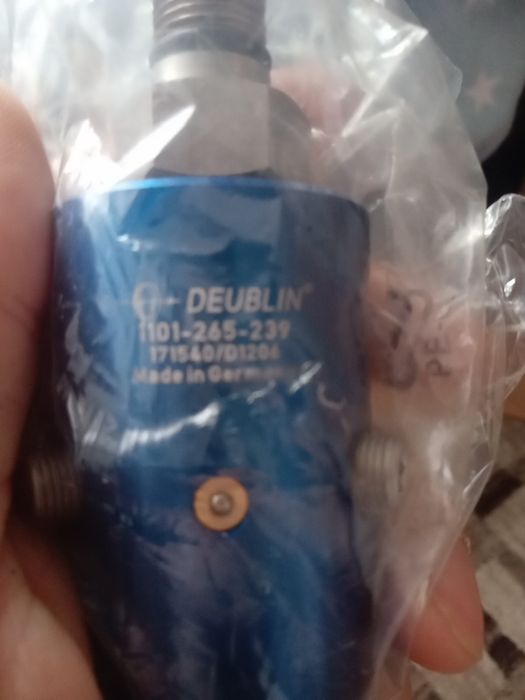 DEUBLIN®
1101-265-239
171540/D1206
Made in Germany